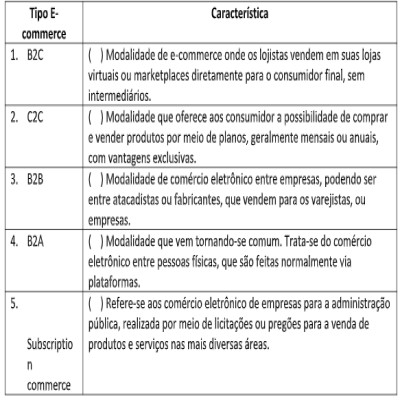 Tipo E-
commerce
Característica
1. B2C
( ) Modalidade de e-commerce onde os lojistas vendem em suas lojas
virtuais ou marketplaces diretamente para o consumidor final, sem
intermediários.
2. C2C
( ) Modalidade que oferece aos consumidor a possibilidade de comprar
e vender produtos por meio de planos, geralmente mensais ou anuais,
com vantagens exclusivas.
3. B2B
( ) Modalidade de comércio eletrônico entre empresas, podendo ser
entre atacadistas ou fabricantes, que vendem para os varejistas, ou
empresas.
4. B2A
( ) Modalidade que vem tornando-se comum. Trata-se do comércio
eletrônico entre pessoas físicas, que são feitas normalmente via
plataformas.
5.
Subscriptio
n
commerce
( ) Refere-se aos comércio eletrônico de empresas para a administração
pública, realizada por meio de licitações ou pregões para a venda de
produtos e serviços nas mais diversas áreas.